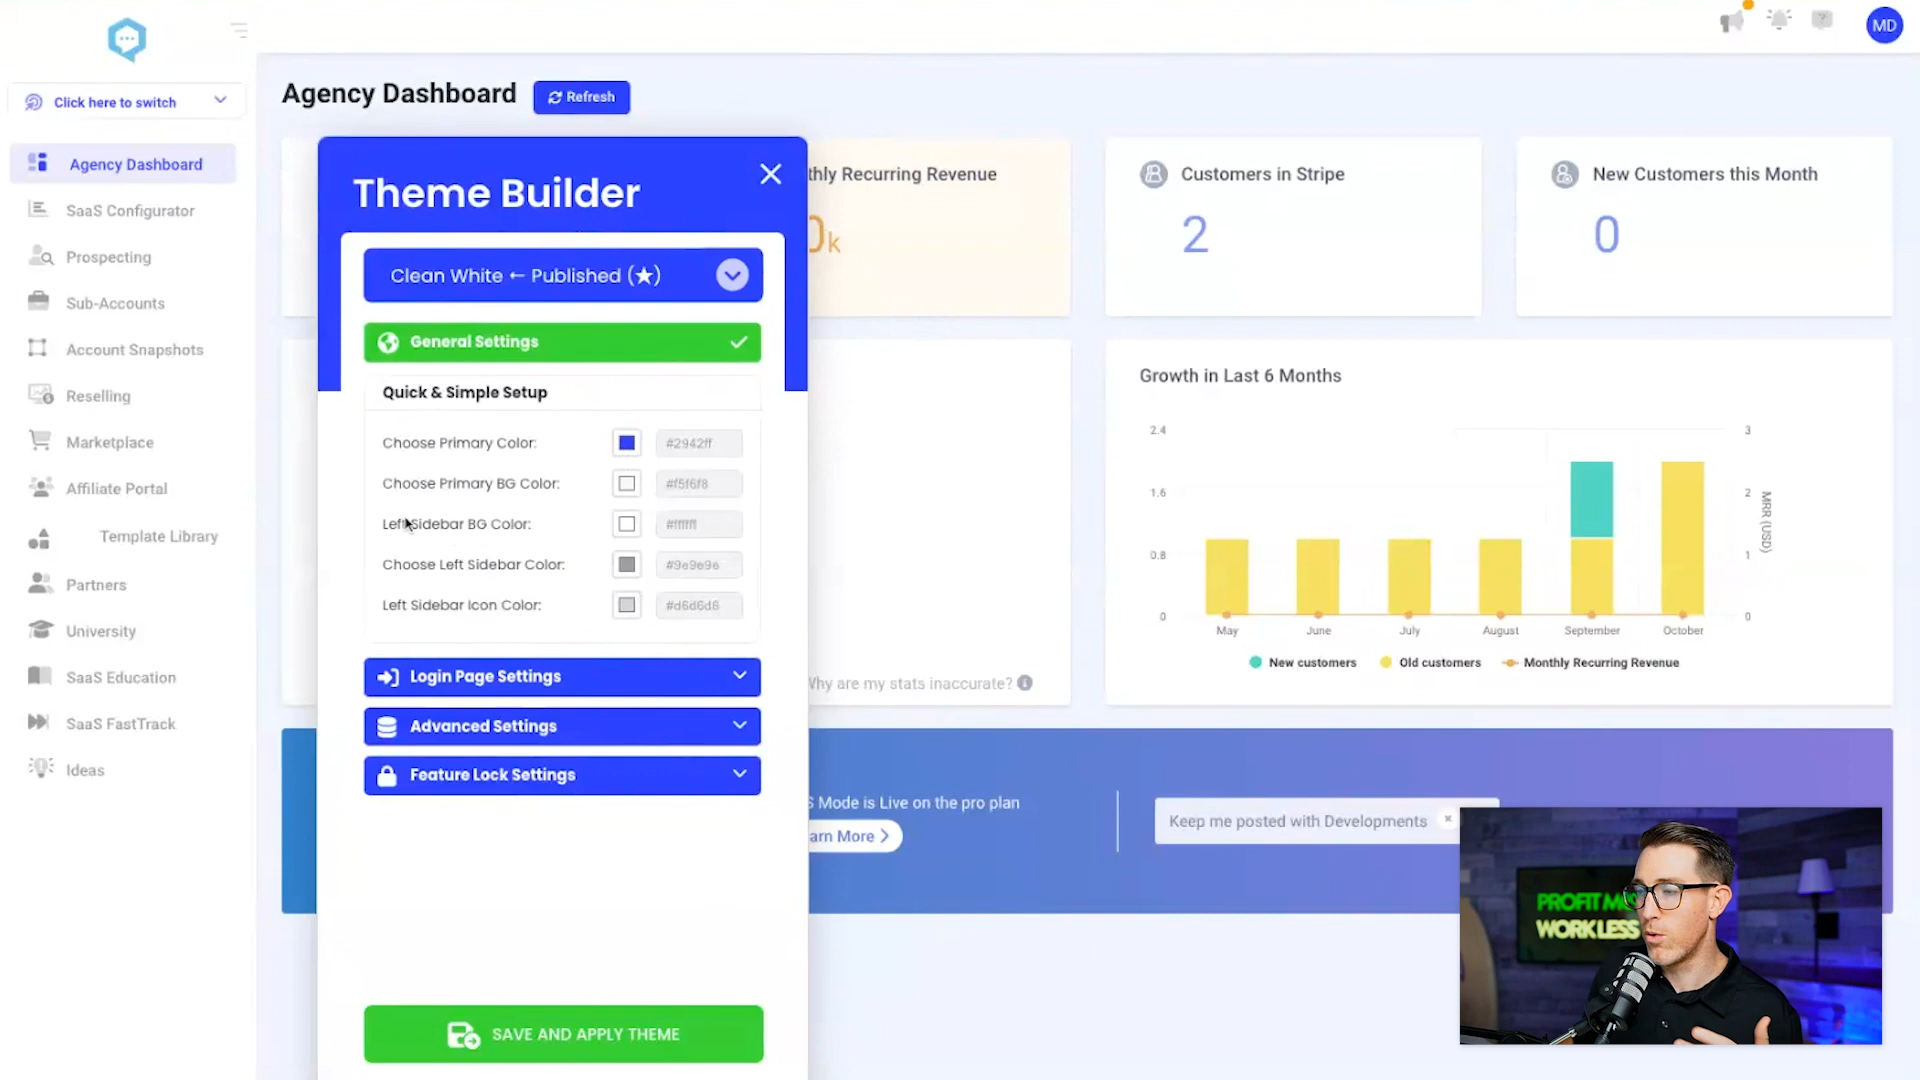 MD
Click here to switch
Agency Dashboard
SaaS Configurator
Prospecting
Sub-Accounts
Account Snapshots
Reselling
Marketplace
Affiliate Portal
Template Library
Partners
University
SaaS Education
SaaS FastTrack
Ideas
Agency Dashboard
Refresh
Theme Builder
Clean White ← Published (★)
General Settings
Quick & Simple Setup
Choose Primary Color: #2942ff
Choose Primary BG Color: #f5f6f8
Left Sidebar BG Color: #ffffff
Choose Left Sidebar Color: #9e9e9e
Left Sidebar Icon Color:
Login Page Settings
Advanced Settings
Feature Lock Settings
SAVE AND APPLY THEME
thly Recurring Revenue
0k
Customers in Stripe
2
New Customers this Month
0
Why are my stats inaccurate?
Growth in Last 6 Months
2.4
1.6
0.8
0
3
2
1
0
MRR (USD)
May June July August September October
New customers Old customers Monthly Recurring Revenue
S Mode is Live on the pro plan
arn More
Keep me posted with Developments
PROFIT M
WORK LESS